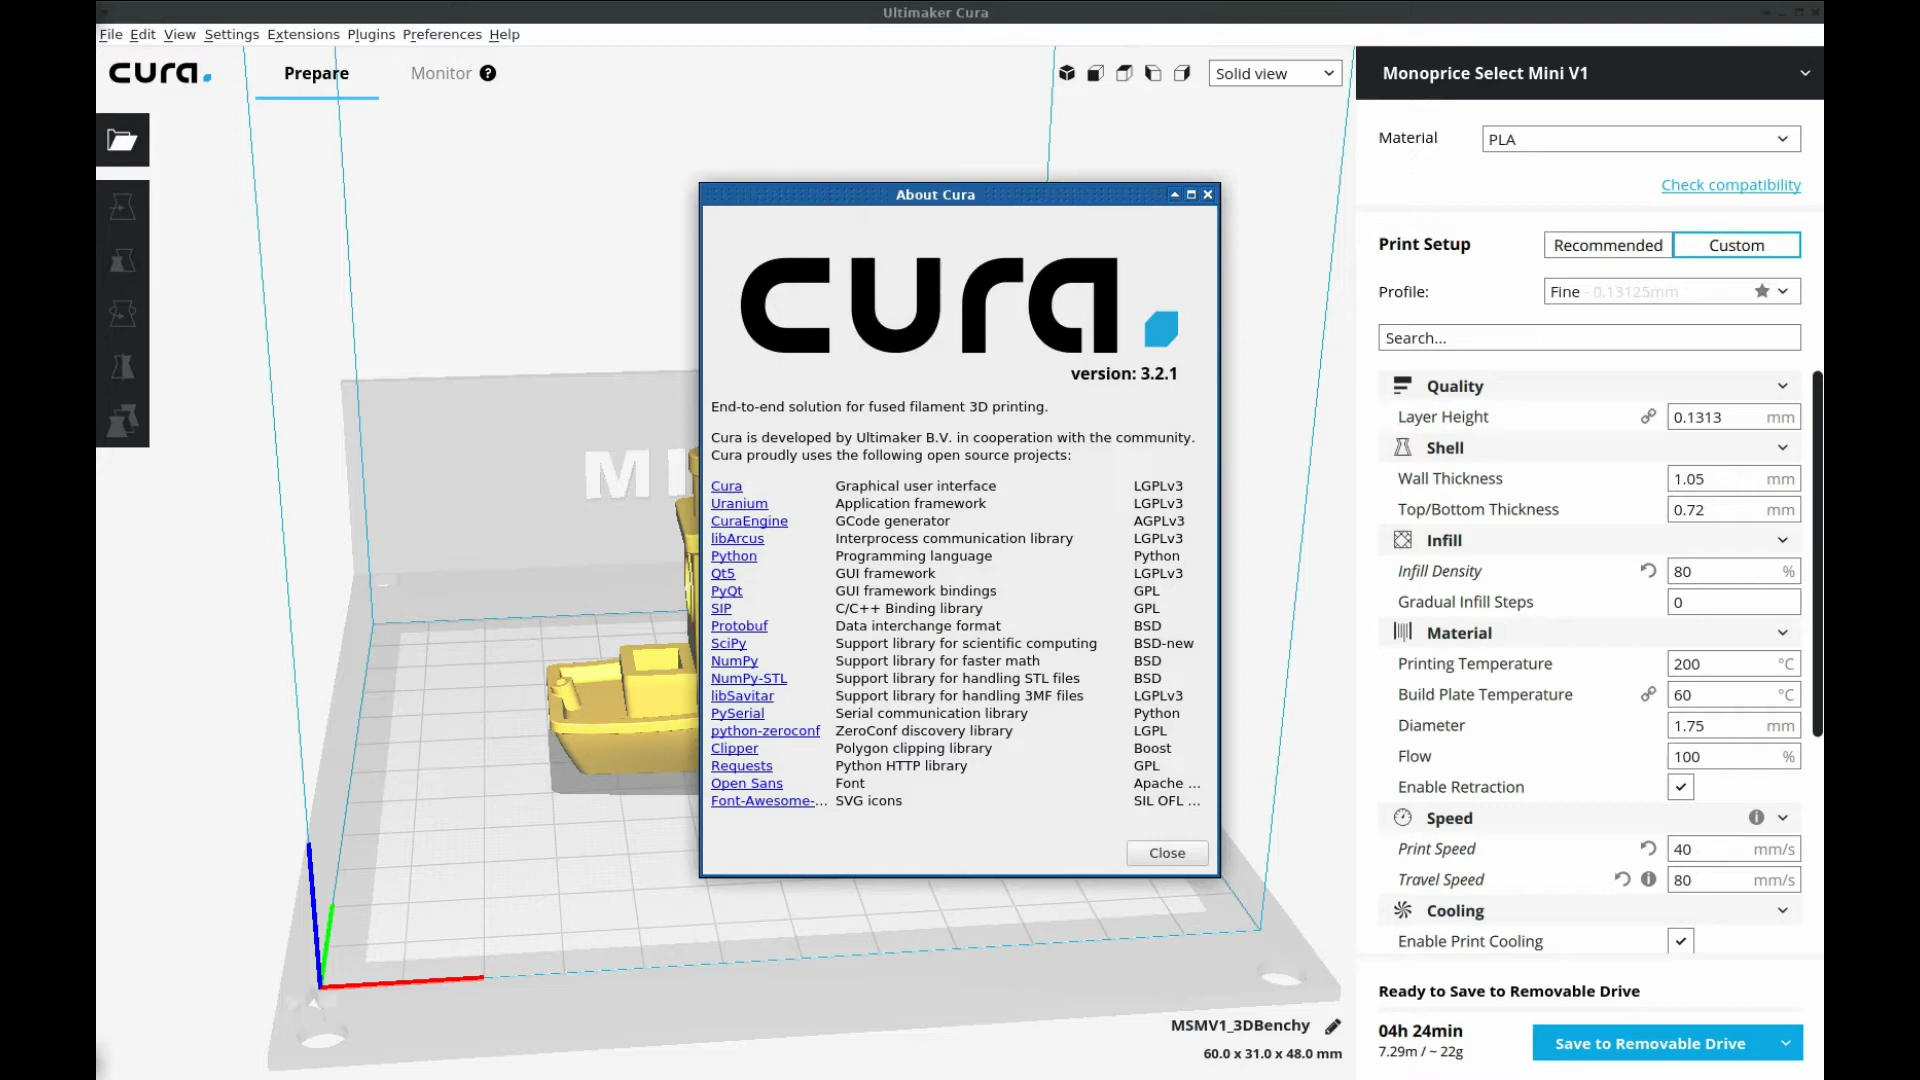 Ultimaker Cura
File Edit View Settings Extensions Plugins Preferences Help
cura.
Prepare
Monitor ?
Solid view
Monoprice Select Mini V1
Material
PLA
Check compatibility
Print Setup
Recommended
Custom
Profile:
Fine - 0.13125mm
Search...
Quality
Layer Height 0.1313 mm
Shell
Wall Thickness 1.05 mm
Top/Bottom Thickness 0.72 mm
Infill
Infill Density 80 %
Gradual Infill Steps 0
Material
Printing Temperature 200 °C
Build Plate Temperature 60 °C
Diameter 1.75 mm
Flow 100 %
Enable Retraction
Speed
Print Speed 40 mm/s
Travel Speed 80 mm/s
Cooling
Enable Print Cooling
Ready to Save to Removable Drive
04h 24min
7.29m / ~ 22g
Save to Removable Drive
About Cura
cura.
version: 3.2.1
End-to-end solution for fused filament 3D printing.
Cura is developed by Ultimaker B.V. in cooperation with the community.
Cura proudly uses the following open source projects:
Cura Graphical user interface LGPLv3
Uranium Application framework LGPLv3
CuraEngine GCode generator AGPLv3
libArcus Interprocess communication library LGPLv3
Python Programming language Python
Qt5 GUI framework LGPLv3
PyQt GUI framework bindings GPL
SIP C/C++ Binding library GPL
Protobuf Data interchange format BSD
SciPy Support library for scientific computing BSD-new
NumPy Support library for faster math BSD
NumPy-STL Support library for handling STL files BSD
libSavitar Support library for handling 3MF files LGPLv3
PySerial Serial communication library Python
python-zeroconf ZeroConf discovery library LGPL
Clipper Polygon clipping library Boost
Requests Python HTTP library GPL
Open Sans Font Apache ...
Font-Awesome-... SVG icons SIL OFL ...
Close
MI
MSMV1_3DBenchy
60.0 x 31.0 x 48.0 mm